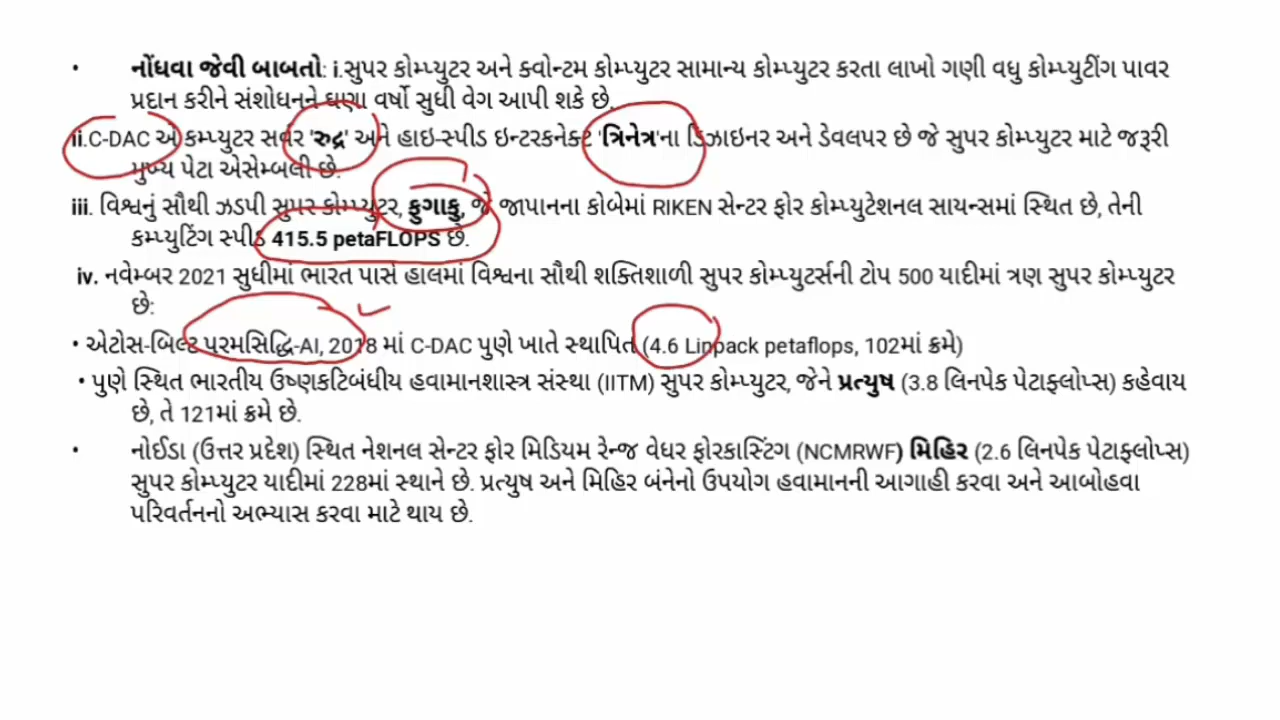 • નોંધવા જેવી બાબતો: i.સુપર કોમ્પ્યુટર અને ક્વોન્ટમ કોમ્પ્યુટર સામાન્ય કોમ્પ્યુટર કરતા લાખો ગણી વધુ કોમ્પ્યુટીંગ પાવર
પ્રદાન કરીને સંશોધનને ઘણા વર્ષો સુધી વેગ આપી શકે છે.
ii.C-DAC એ કમ્પ્યુટર સર્વર 'રુદ્ર' અને હાઇ-સ્પીડ ઇન્ટરકનેક્ટ 'ત્રિનેત્ર'ના ડિઝાઇનર અને ડેવલપર છે જે સુપર કોમ્પ્યુટર માટે જરૂરી
મુખ્ય પેટા એસેમ્બલી છે.
iii. વિશ્વનું સૌથી ઝડપી સુપર કોમ્પ્યુટર, ફુગાકુ, જે જાપાનના કોબેમાં RIKEN સેન્ટર ફોર કોમ્પ્યુટેશનલ સાયન્સમાં સ્થિત છે, તેની
કમ્પ્યુટિંગ સ્પીડ 415.5 petaFLOPS છે.
iv. નવેમ્બર 2021 સુધીમાં ભારત પાસે હાલમાં વિશ્વના સૌથી શક્તિશાળી સુપર કોમ્પ્યુટર્સની ટોપ 500 યાદીમાં ત્રણ સુપર કોમ્પ્યુટર
છે:
• એટોસ-બિલ્ટ પરમસિદ્ધિ-AI, 2018 માં C-DAC પુણે ખાતે સ્થાપિત (4.6 Linpack petaflops, 102માં ક્રમે)
• પુણે સ્થિત ભારતીય ઉષ્ણકટિબંધીય હવામાનશાસ્ત્ર સંસ્થા (IITM) સુપર કોમ્પ્યુટર, જેને પ્રત્યુષ (3.8 લિનપેક પેટાફ્લોપ્સ) કહેવાય
છે, તે 121માં ક્રમે છે.
• નોઈડા (ઉત્તર પ્રદેશ) સ્થિત નેશનલ સેન્ટર ફોર મિડિયમ રેન્જ વેધર ફોરકાસ્ટિંગ (NCMRWF) મિહિર (2.6 લિનપેક પેટાફ્લોપ્સ)
સુપર કોમ્પ્યુટર યાદીમાં 228માં સ્થાને છે. પ્રત્યુષ અને મિહિર બંનેનો ઉપયોગ હવામાનની આગાહી કરવા અને આબોહવા
પરિવર્તનનો અભ્યાસ કરવા માટે થાય છે.